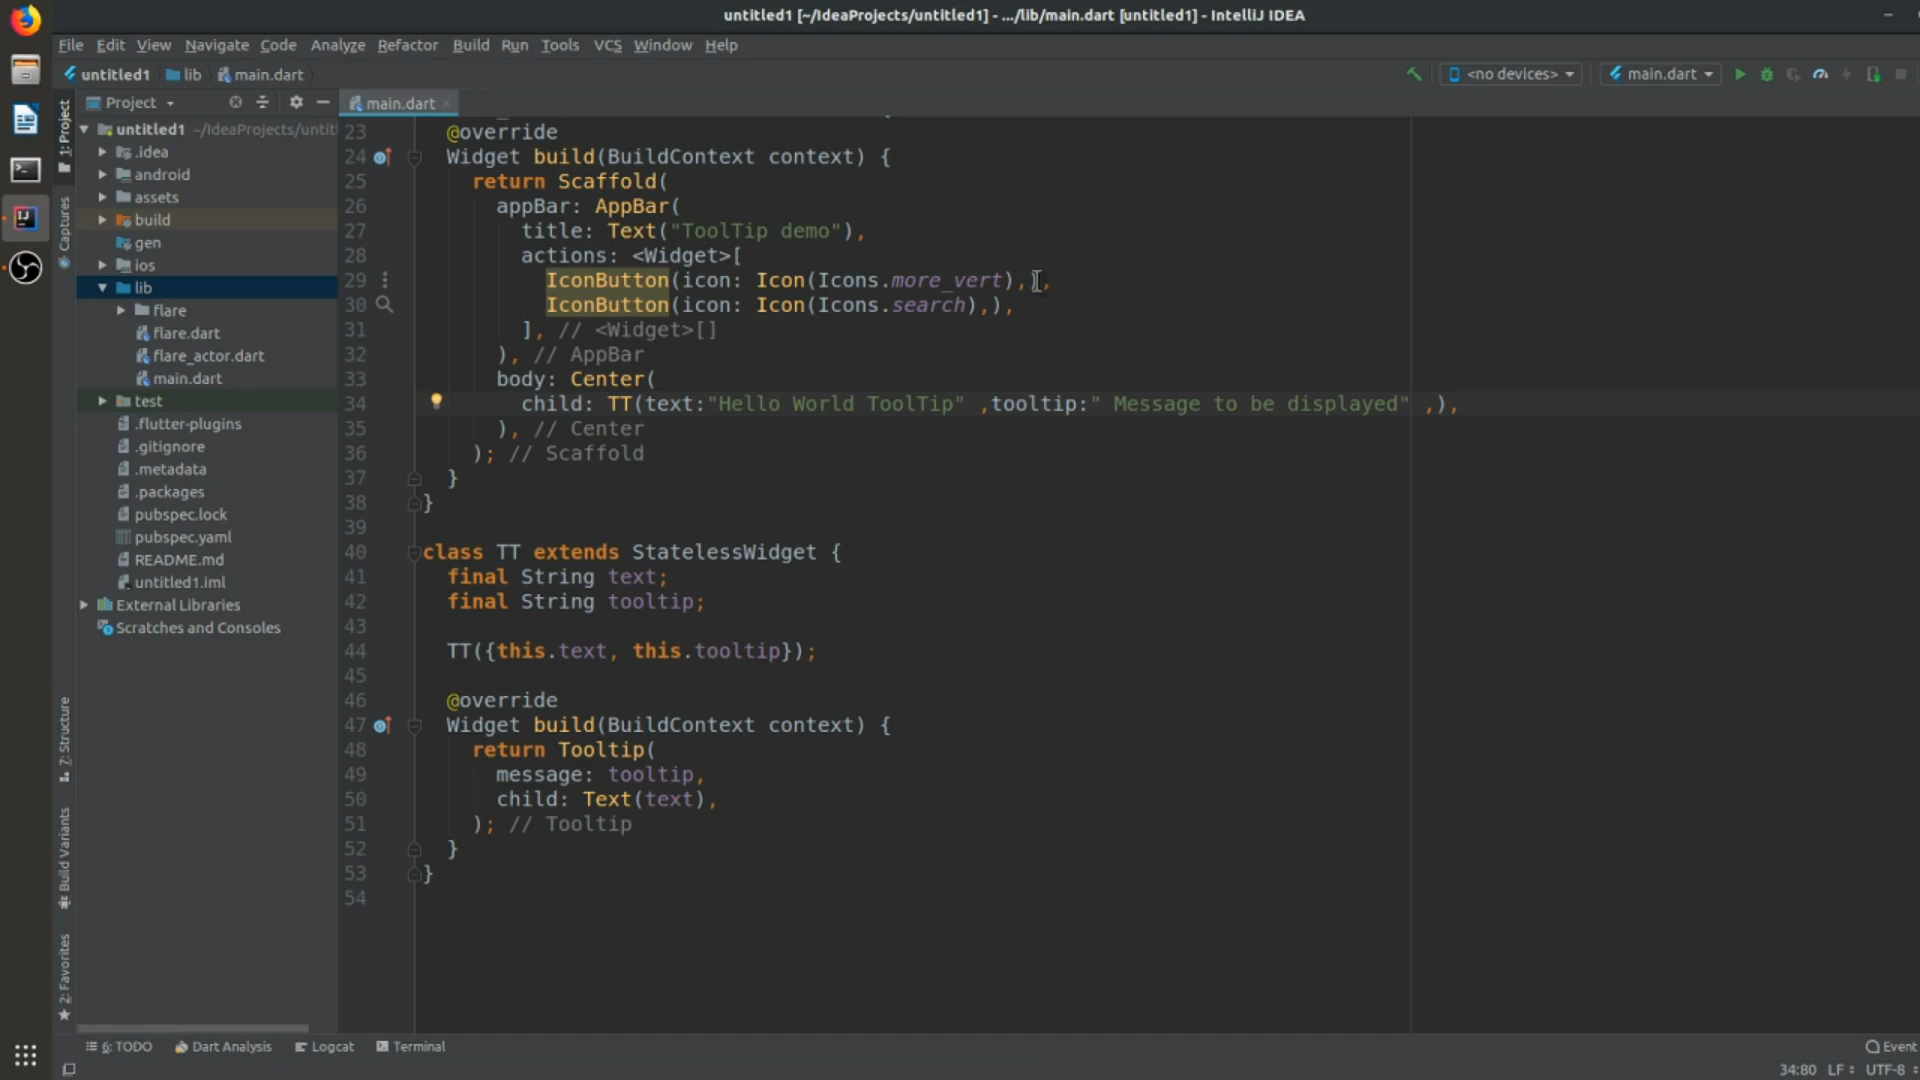 untitled1 [~/IdeaProjects/untitled1] - .../lib/main.dart [untitled1] - IntelliJ IDEA
File Edit View Navigate Code Analyze Refactor Build Run Tools VCS Window Help
untitled1 lib main.dart
<no devices> main.dart
Project
main.dart
1: Project
Captures
7: Structure
Build Variants
2: Favorites
untitled1 ~/IdeaProjects/untit
.idea
android
assets
build
gen
ios
lib
flare
flare.dart
flare_actor.dart
main.dart
test
.flutter-plugins
.gitignore
.metadata
.packages
pubspec.lock
pubspec.yaml
README.md
untitled1.iml
External Libraries
Scratches and Consoles
23 @override
24 Widget build(BuildContext context) {
25 return Scaffold(
26 appBar: AppBar(
27 title: Text("ToolTip demo"),
28 actions: <Widget>[
29 IconButton(icon: Icon(Icons.more_vert),),
30 IconButton(icon: Icon(Icons.search),),
31 ], // <Widget>[]
32 ), // AppBar
33 body: Center(
34 child: TT(text:"Hello World ToolTip" ,tooltip:" Message to be displayed" ,),
35 ), // Center
36 ); // Scaffold
37 }
38 }
39
40 class TT extends StatelessWidget {
41 final String text;
42 final String tooltip;
43
44 TT({this.text, this.tooltip});
45
46 @override
47 Widget build(BuildContext context) {
48 return Tooltip(
49 message: tooltip,
50 child: Text(text),
51 ); // Tooltip
52 }
53 }
54
6: TODO Dart Analysis Logcat Terminal Event
34:80 LF UTF-8